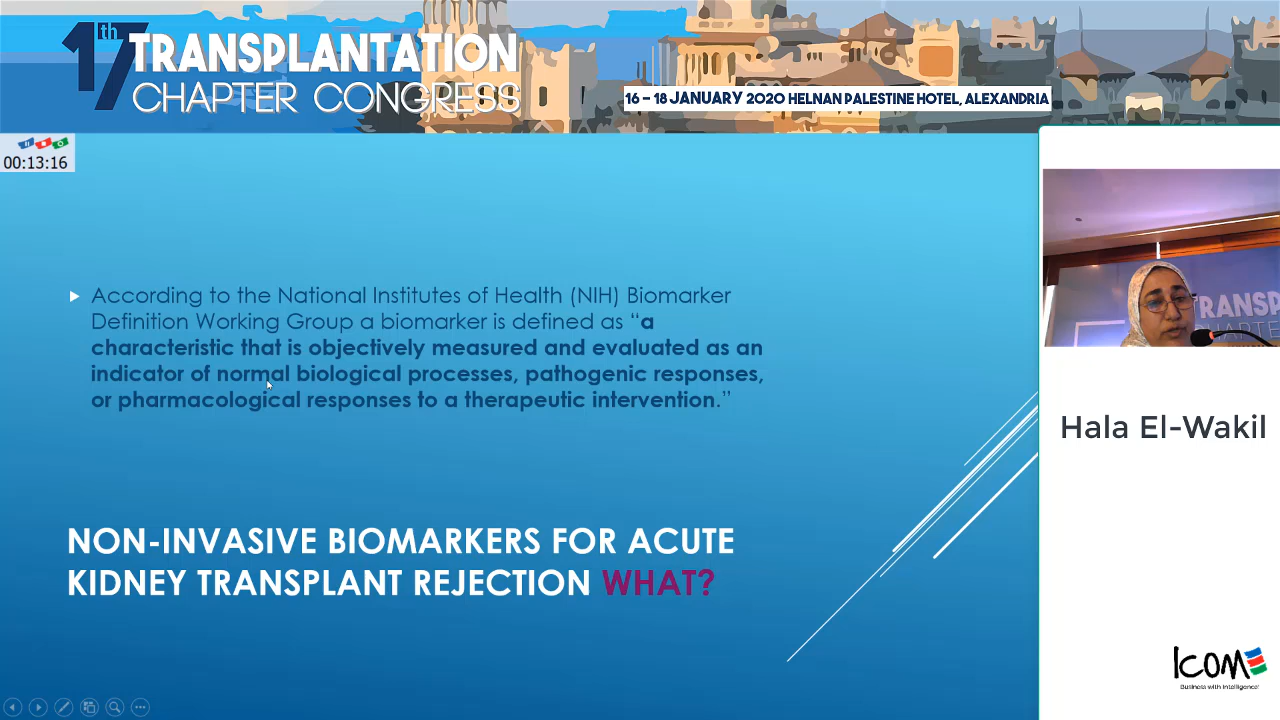 17th TRANSPLANTATION
CHAPTER CONGRESS
16 – 18 JANUARY 2020 HELNAN PALESTINE HOTEL, ALEXANDRIA
00:13:16
According to the National Institutes of Health (NIH) Biomarker
Definition Working Group a biomarker is defined as “a
characteristic that is objectively measured and evaluated as an
indicator of normal biological processes, pathogenic responses,
or pharmacological responses to a therapeutic intervention.”
NON-INVASIVE BIOMARKERS FOR ACUTE
KIDNEY TRANSPLANT REJECTION WHAT?
TRANSP
CHAPTER
Hala El-Wakil
ICOME
Business with Intelligence